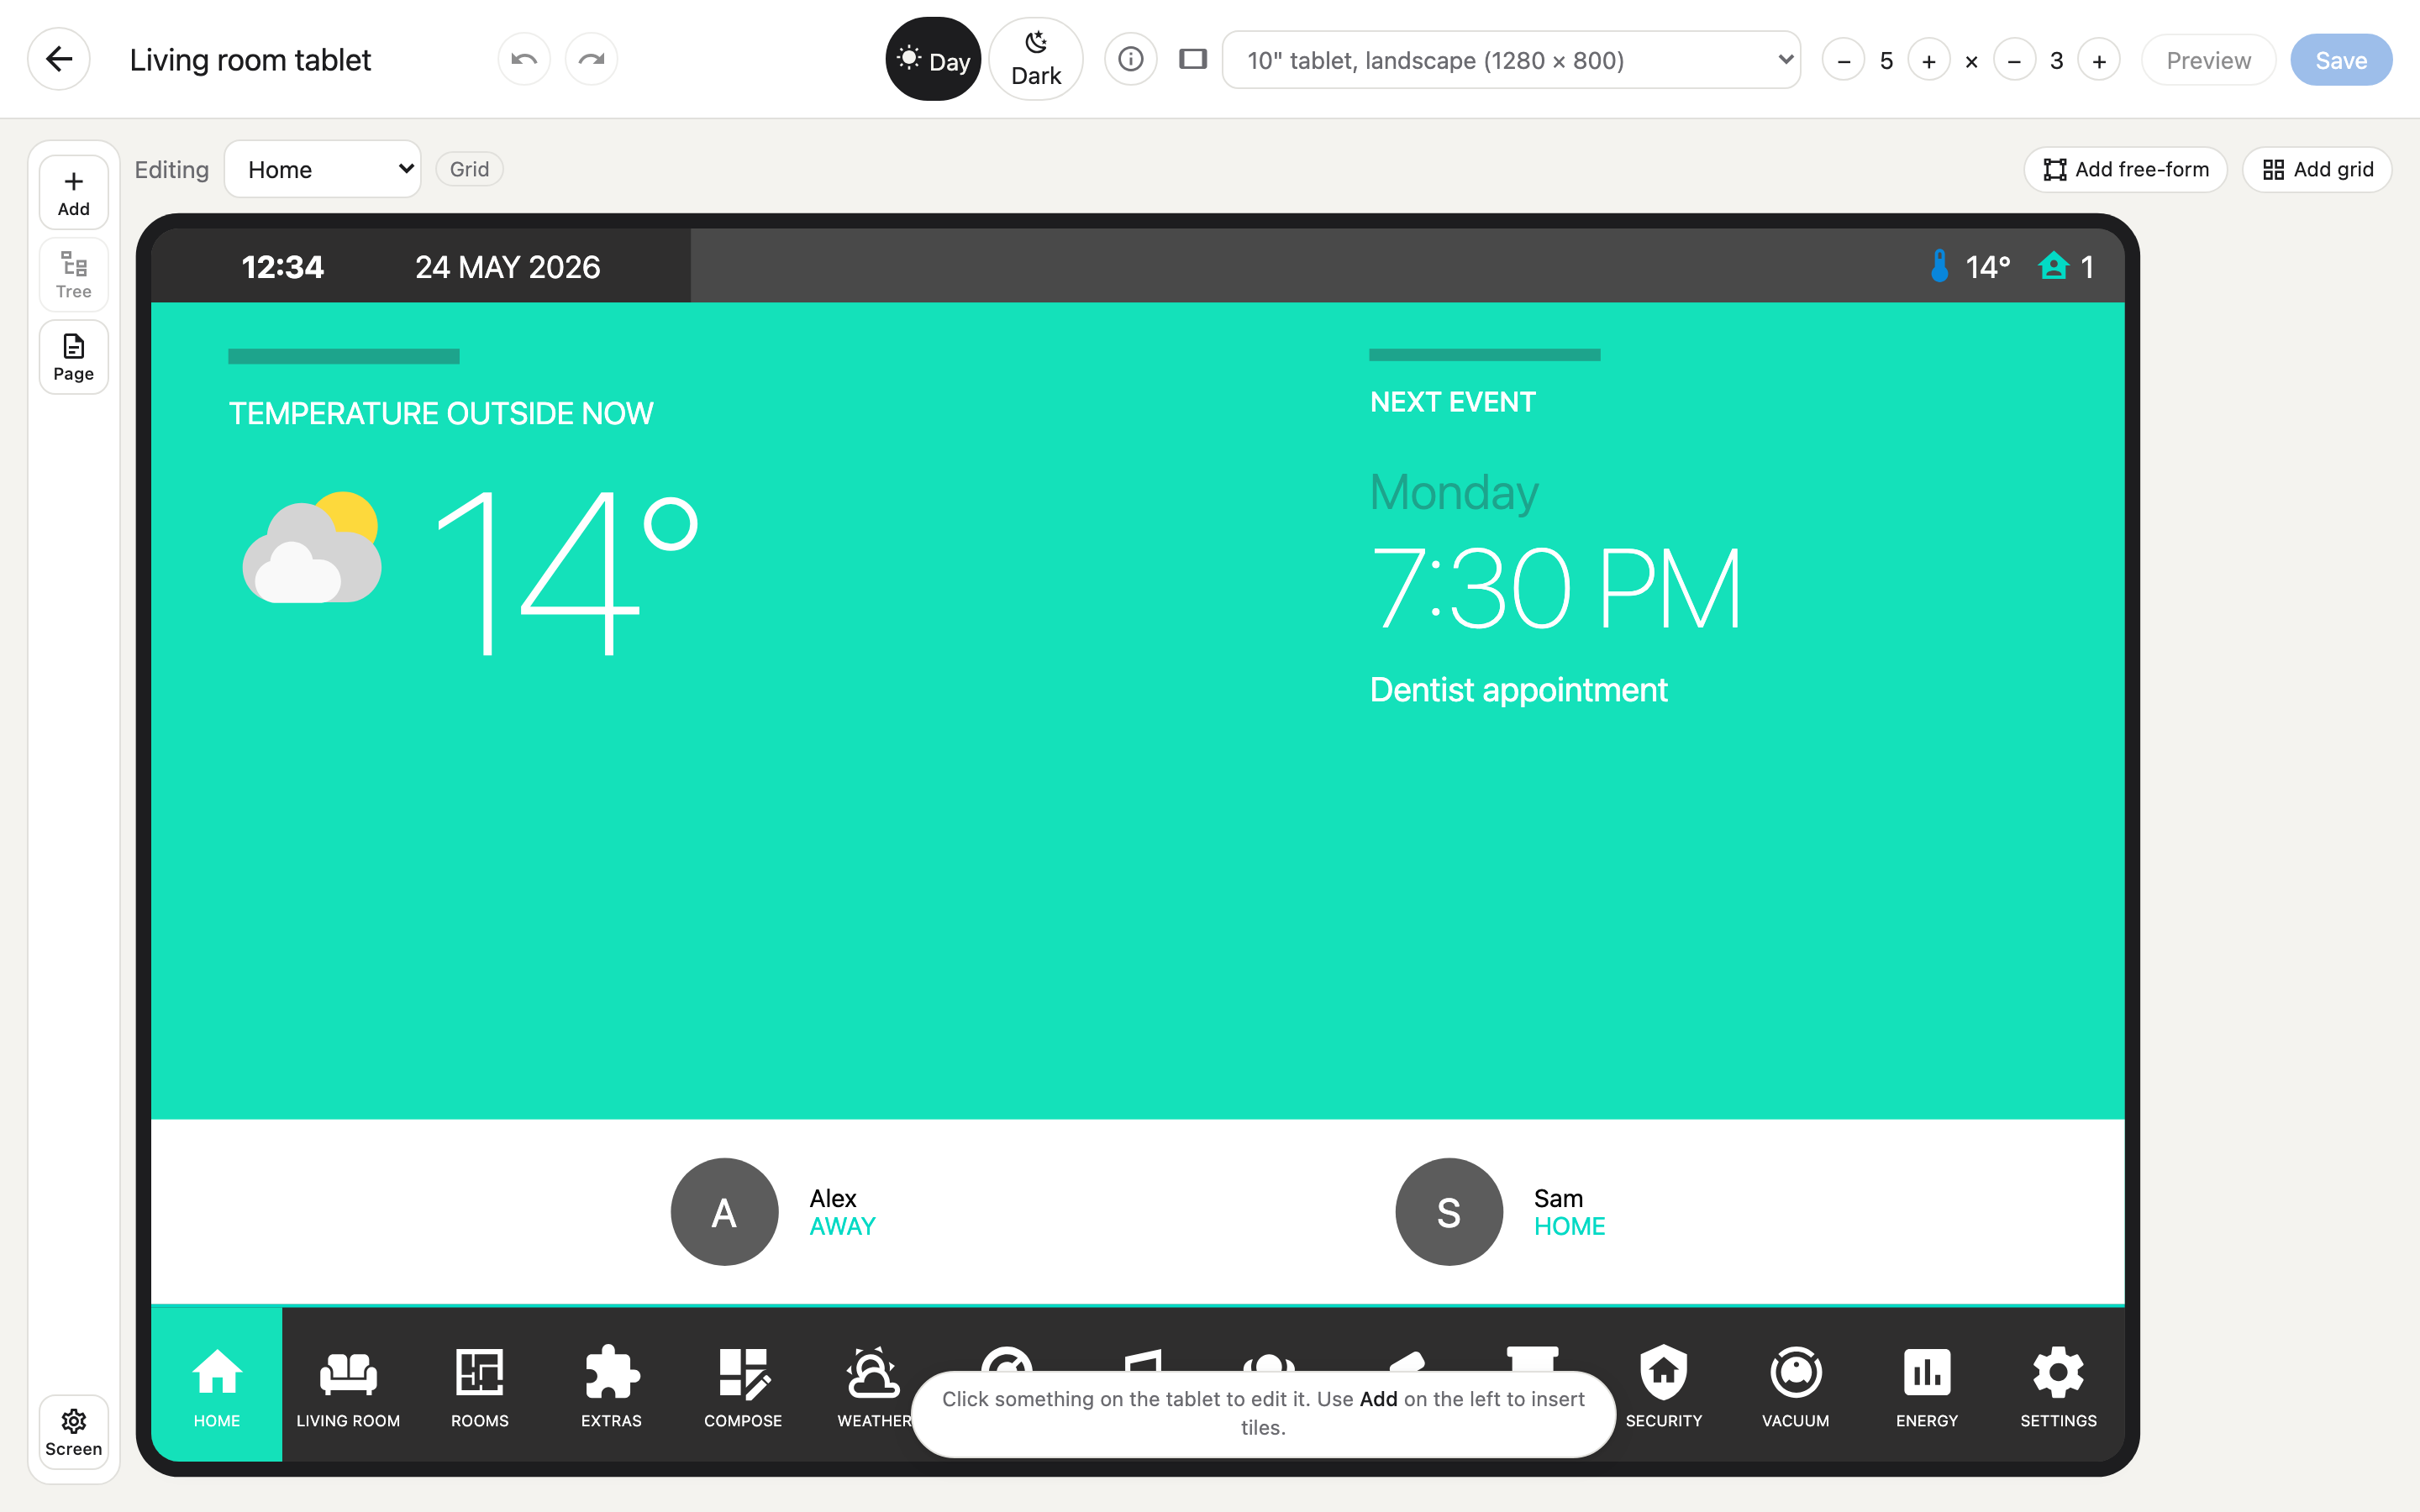 Living room tablet
Day
Dark
10" tablet, landscape (1280 × 800)
− 5 + × − 3 +
Preview
Save
Add
Tree
Page
Screen
Editing
Home
Grid
Add free-form
Add grid
12:34
24 MAY 2026
14°
1
TEMPERATURE OUTSIDE NOW
14°
NEXT EVENT
Monday
7:30 PM
Dentist appointment
A
Alex
AWAY
S
Sam
HOME
HOME
LIVING ROOM
ROOMS
EXTRAS
COMPOSE
WEATHER
Click something on the tablet to edit it. Use Add on the left to insert
tiles.
SECURITY
VACUUM
ENERGY
SETTINGS